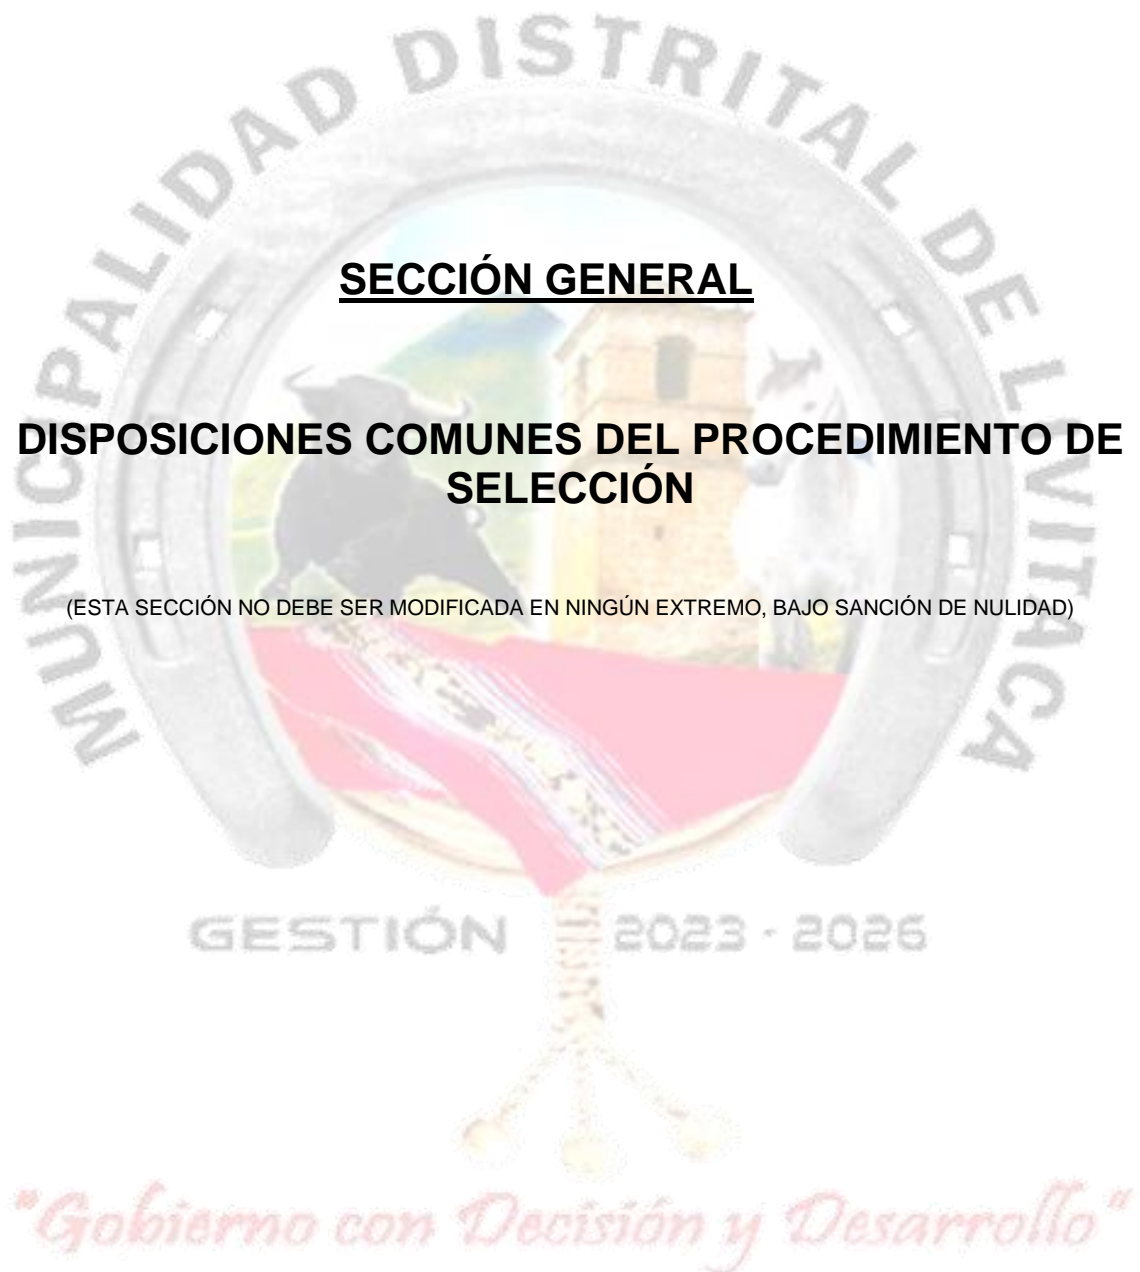 MUNICIPALIDAD DISTRITAL DE LIVITACA
SECCIÓN GENERAL
DISPOSICIONES COMUNES DEL PROCEDIMIENTO DE
SELECCIÓN
(ESTA SECCIÓN NO DEBE SER MODIFICADA EN NINGÚN EXTREMO, BAJO SANCIÓN DE NULIDAD)
GESTIÓN 2023 - 2026
"Gobierno con Decisión y Desarrollo"